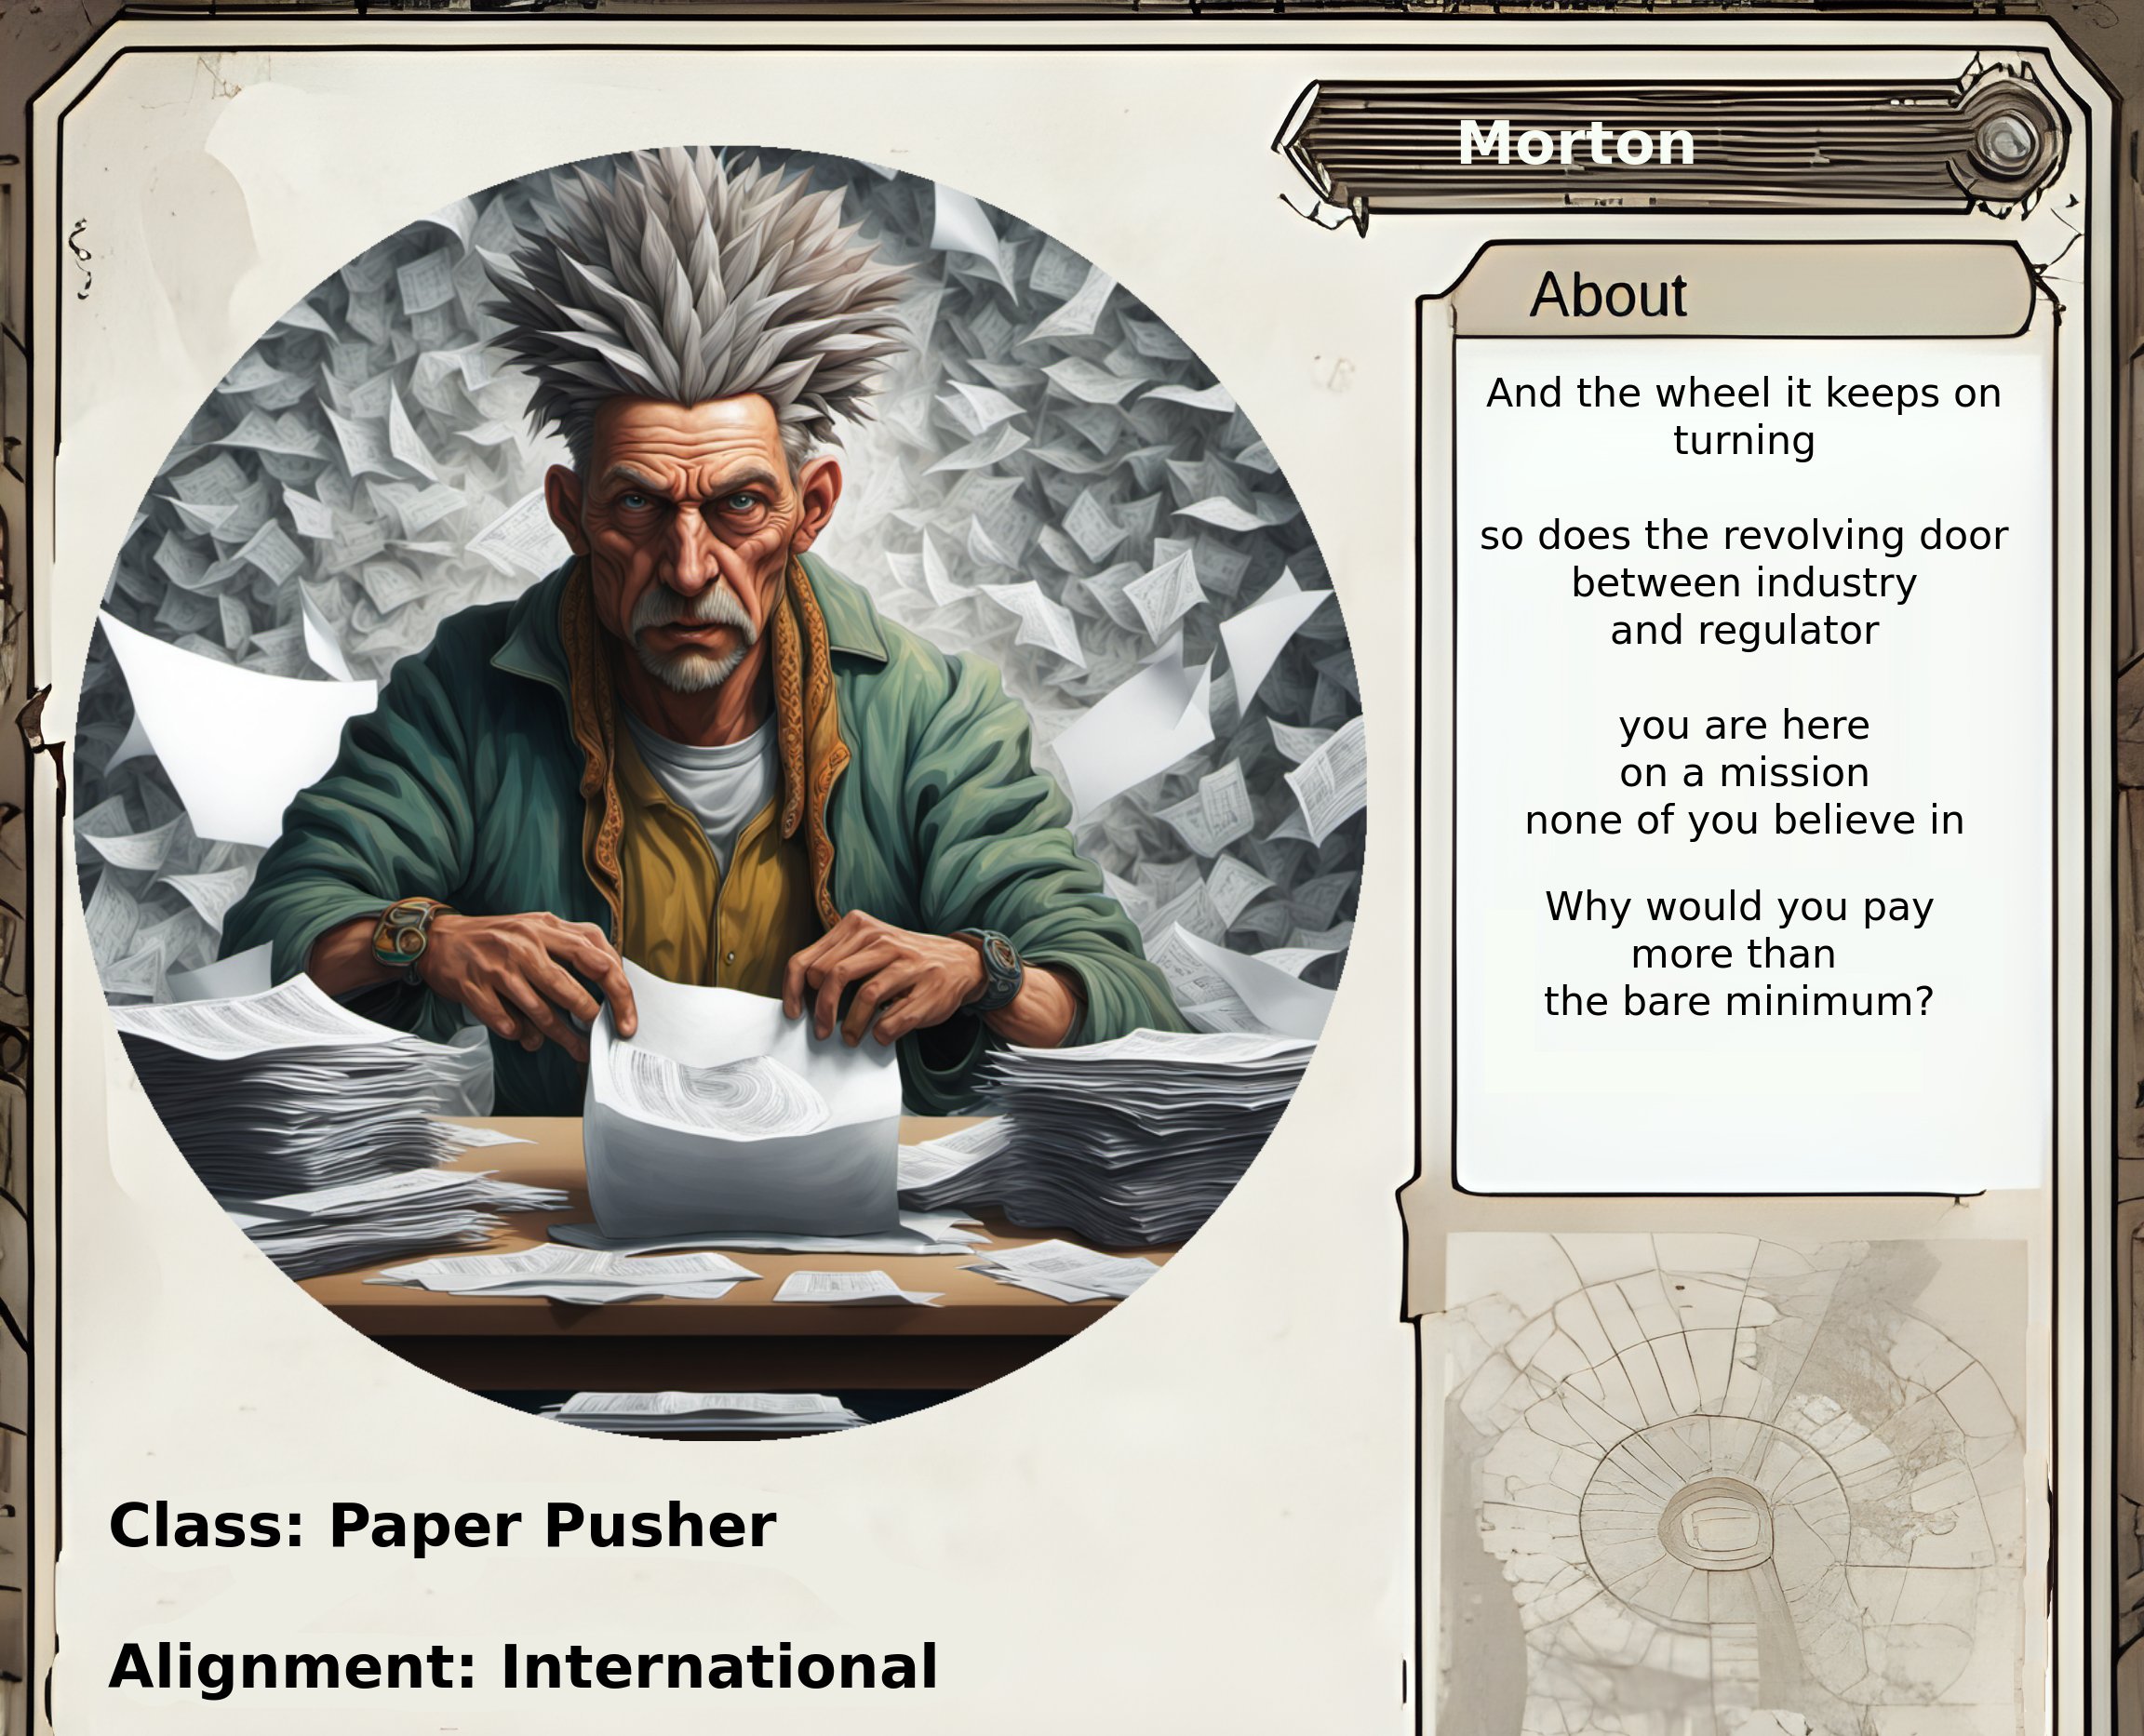 Morton
About
And the wheel it keeps on
turning
so does the revolving door
between industry
and regulator
you are here
on a mission
none of you believe in
Why would you pay
more than
the bare minimum?
Class: Paper Pusher
Alignment: International